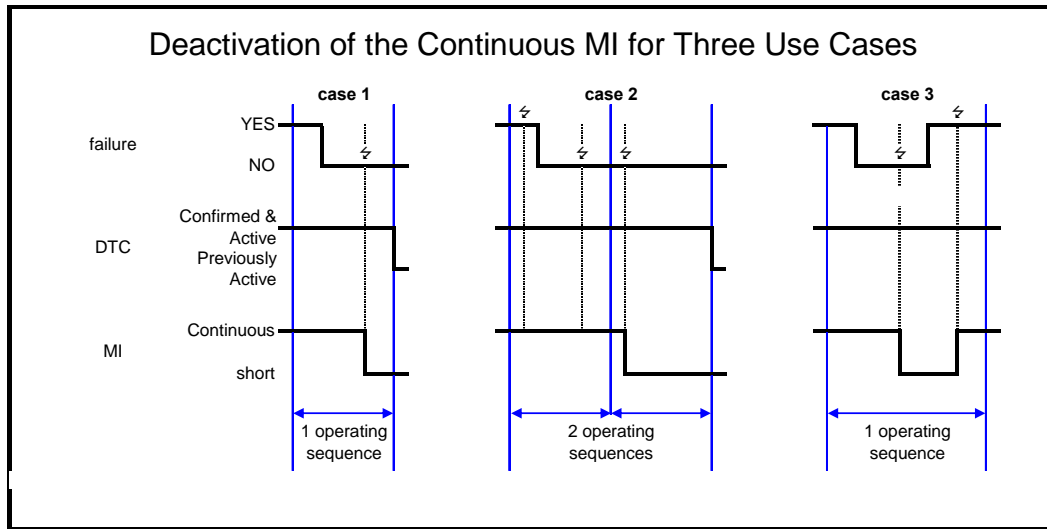 Deactivation of the Continuous MI for Three Use Cases
case 1
case 2
case 3
failure
YES
NO
DTC
Confirmed &
Active
Previously
Active
MI
Continuous
short
1 operating
sequence
2 operating
sequences
1 operating
sequence